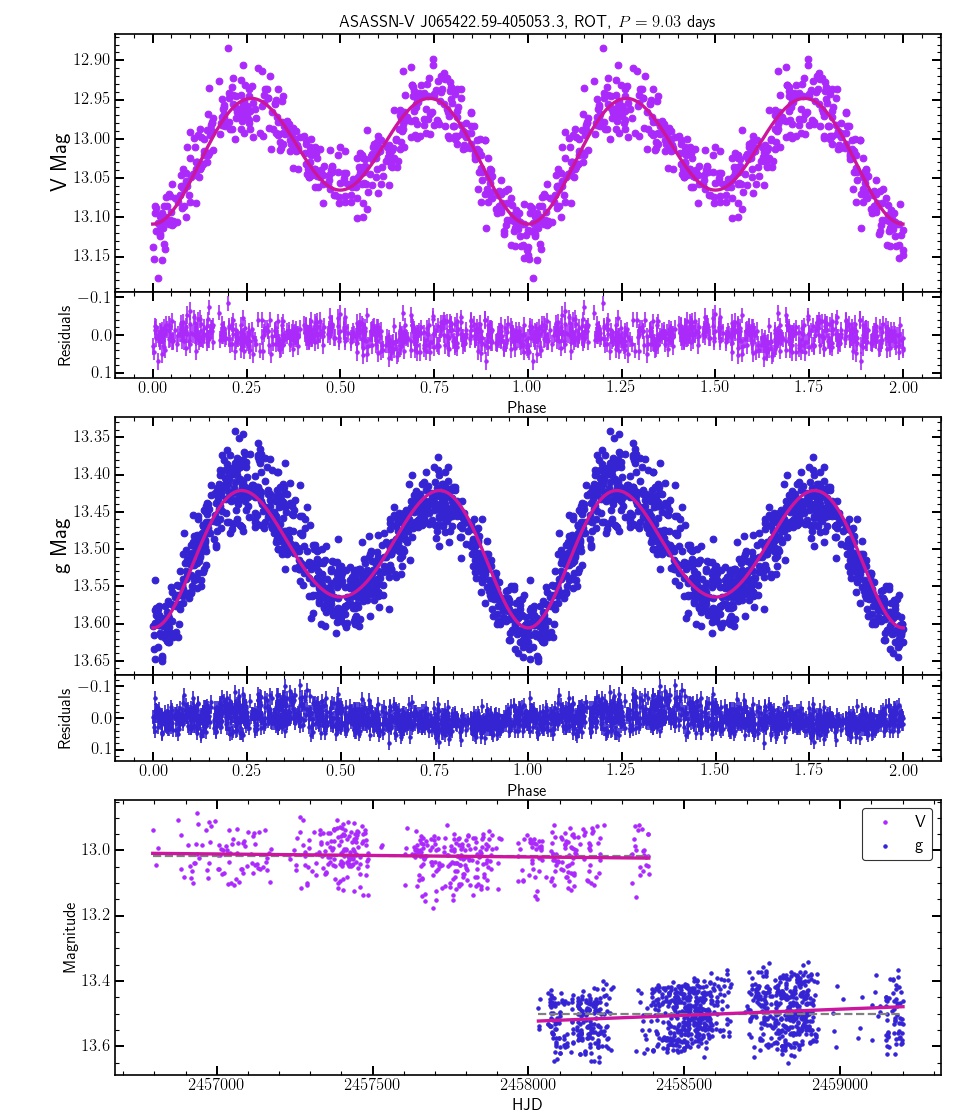 ASASSN-V J065422.59-405053.3, ROT, P = 9.03 days
12.90
12.95
13.00
13.05
13.10
13.15
V Mag
−0.1
0.0
0.1
Residuals
0.00 0.25 0.50 0.75 1.00 1.25 1.50 1.75 2.00
Phase
13.35
13.40
13.45
13.50
13.55
13.60
13.65
g Mag
−0.1
0.0
0.1
Residuals
0.00 0.25 0.50 0.75 1.00 1.25 1.50 1.75 2.00
Phase
V
g
13.0
13.2
13.4
13.6
Magnitude
2457000 2457500 2458000 2458500 2459000
HJD